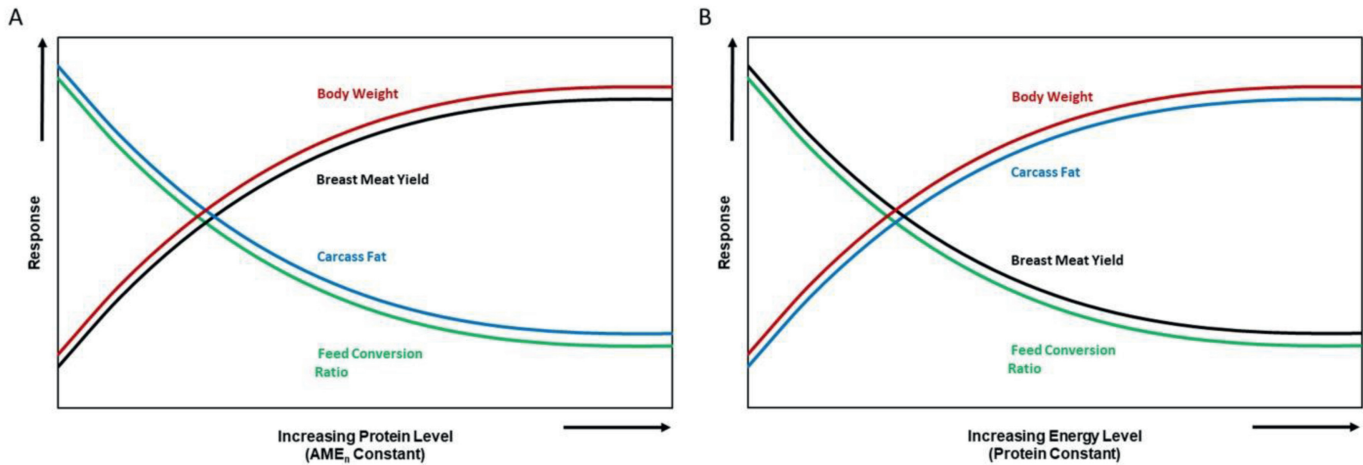 A
Response
Body Weight
Breast Meat Yield
Carcass Fat
Feed Conversion
Ratio
Increasing Protein Level
(AMEn Constant)
B
Response
Body Weight
Carcass Fat
Breast Meat Yield
Feed Conversion
Ratio
Increasing Energy Level
(Protein Constant)